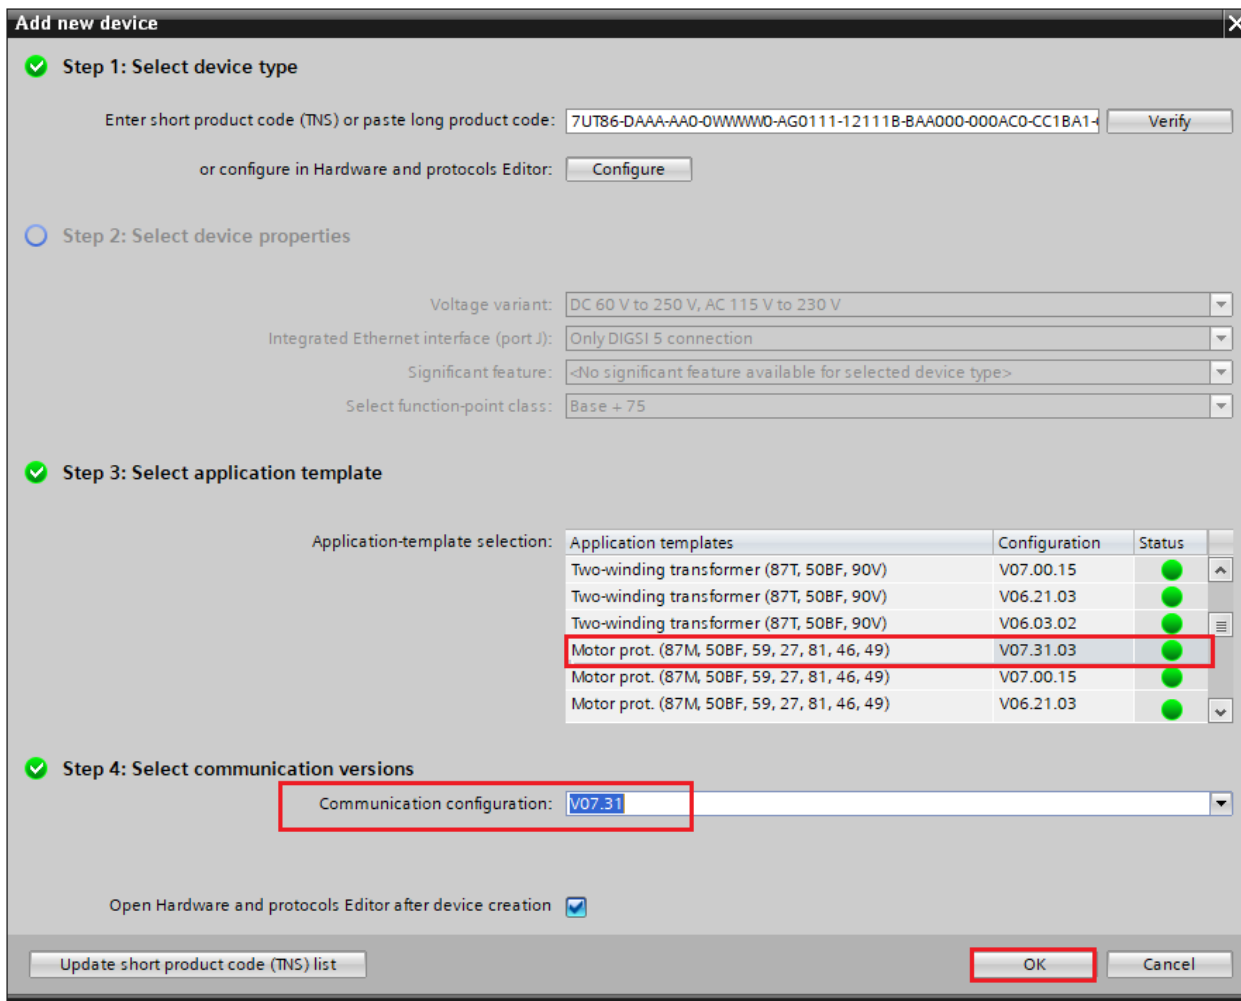 Add new device
Step 1: Select device type
Enter short product code (TNS) or paste long product code: 7UT86-DAAA-AA0-0WWWW0-AG0111-12111B-BAA000-000AC0-CC1BA1- Verify
or configure in Hardware and protocols Editor: Configure
Step 2: Select device properties
Voltage variant: DC 60 V to 250 V, AC 115 V to 230 V
Integrated Ethernet interface (port J): Only DIGSI 5 connection
Significant feature: <No significant feature available for selected device type>
Select function-point class: Base + 75
Step 3: Select application template
Application-template selection: Application templates Configuration Status
Two-winding transformer (87T, 50BF, 90V) V07.00.15
Two-winding transformer (87T, 50BF, 90V) V06.21.03
Two-winding transformer (87T, 50BF, 90V) V06.03.02
Motor prot. (87M, 50BF, 59, 27, 81, 46, 49) V07.31.03
Motor prot. (87M, 50BF, 59, 27, 81, 46, 49) V07.00.15
Motor prot. (87M, 50BF, 59, 27, 81, 46, 49) V06.21.03
Step 4: Select communication versions
Communication configuration: V07.31
Open Hardware and protocols Editor after device creation
Update short product code (TNS) list OK Cancel